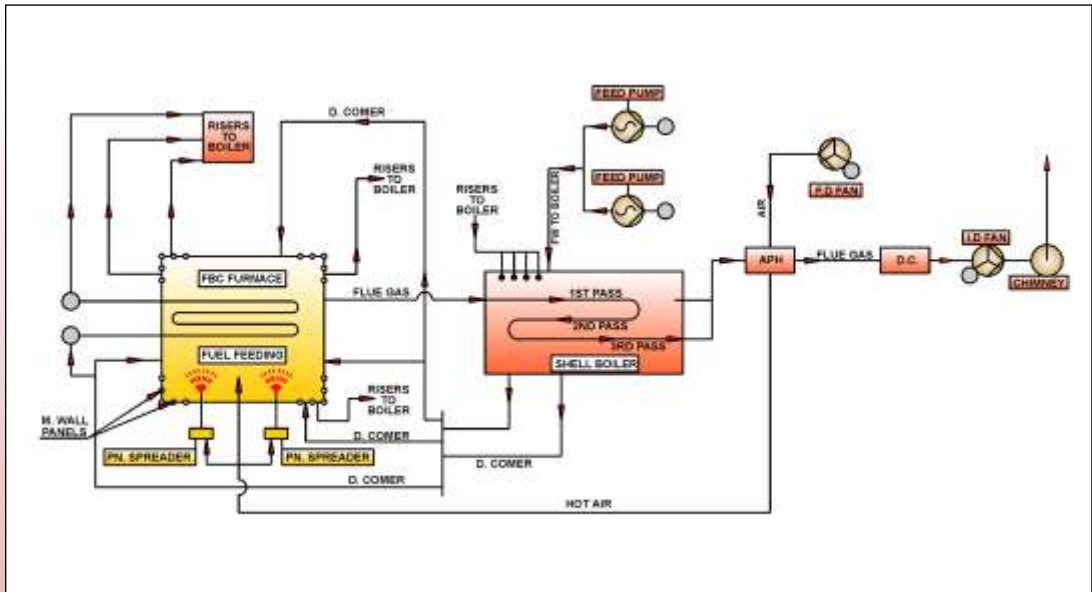 FEED PUMP
D. COMER
RISERS
TO
BOILER
RISERS
TO
BOILER
FEED PUMP
RISERS
TO
BOILER
FW TO BOILER
AIR
F.D FAN
I.D FAN
FBC FURNACE
FLUE GAS
1ST PASS
2ND PASS
3RD PASS
SHELL BOILER
APH
FLUE GAS
D.C.
CHIMNEY
FUEL FEEDING
RISERS
TO
BOILER
M. WALL
PANELS
PN. SPREADER
PN. SPREADER
D. COMER
D. COMER
D. COMER
HOT AIR